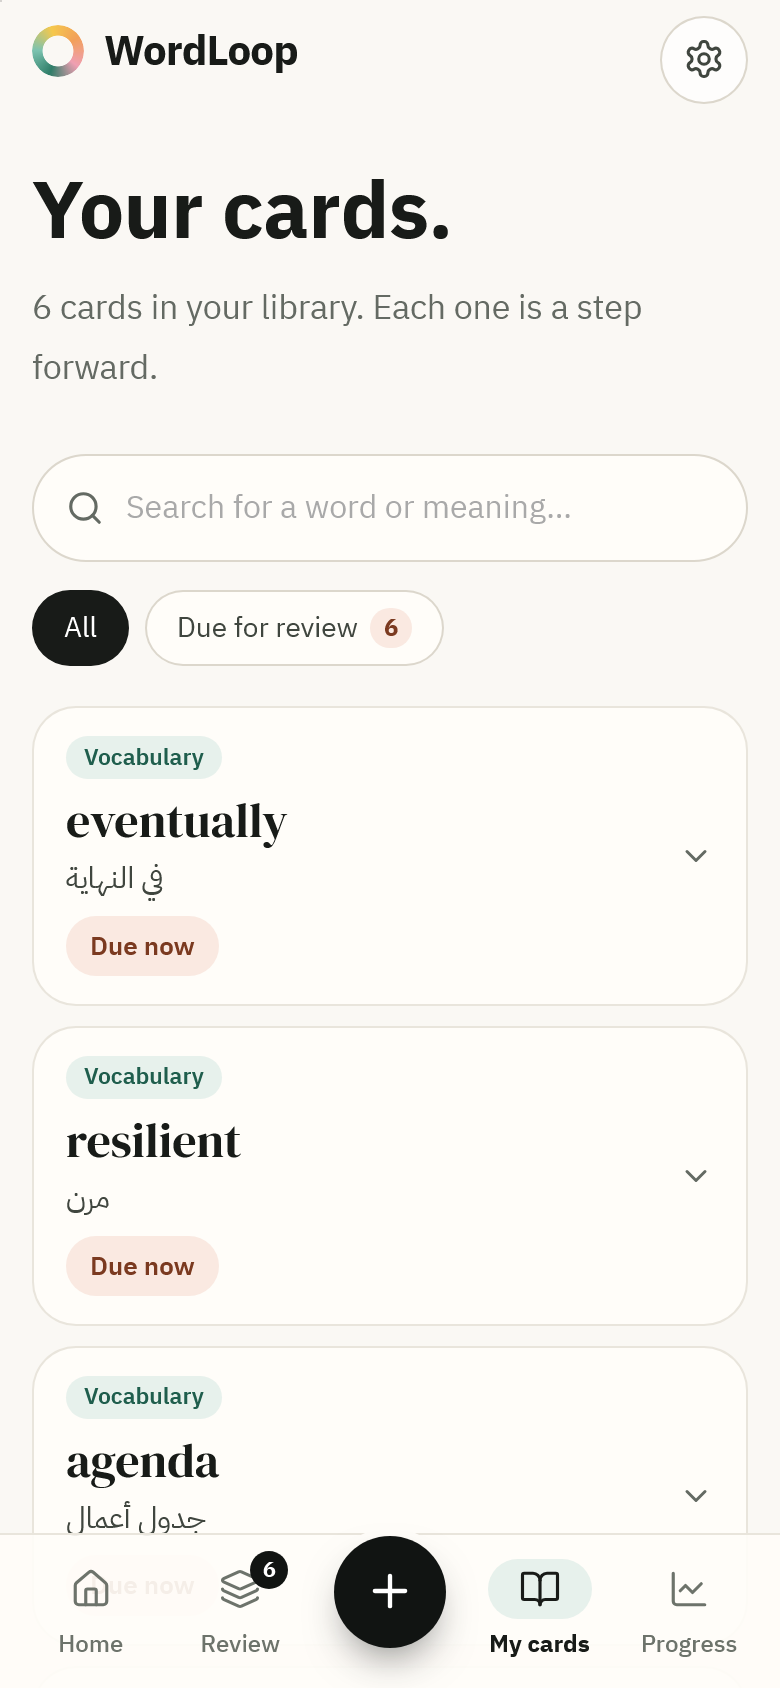 WordLoop
Your cards.
6 cards in your library. Each one is a step
forward.
Search for a word or meaning...
All
Due for review 6
Vocabulary
eventually
في النهاية
Due now
Vocabulary
resilient
مرن
Due now
Vocabulary
agenda
جدول أعمال
Due now
6
Home
Review
My cards
Progress